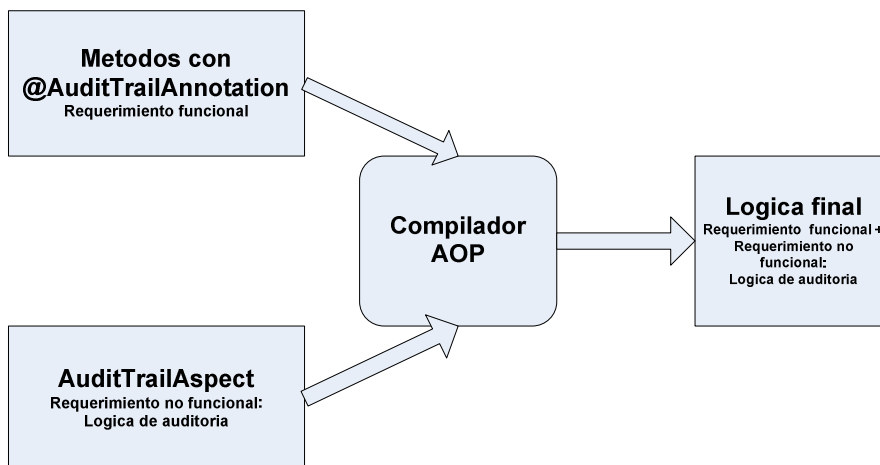 Metodos con
@AuditTrailAnnotation
Requerimiento funcional
Compilador
AOP
Logica final
Requerimiento funcional +
Requerimiento no
funcional:
Logica de auditoria
AuditTrailAspect
Requerimiento no funcional:
Logica de auditoria